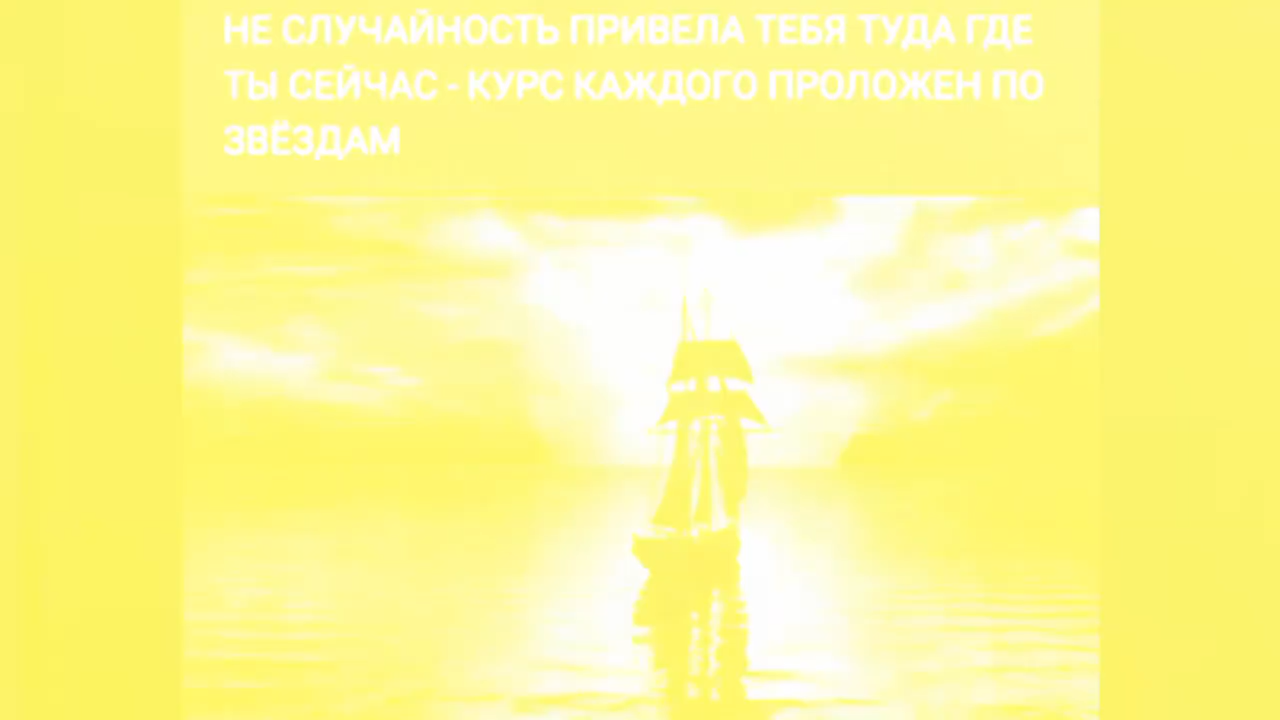 НЕ СЛУЧАЙНОСТЬ ПРИВЕЛА ТЕБЯ ТУДА ГДЕ
ТЫ СЕЙЧАС - КУРС КАЖДОГО ПРОЛОЖЕН ПО
ЗВЁЗДАМ